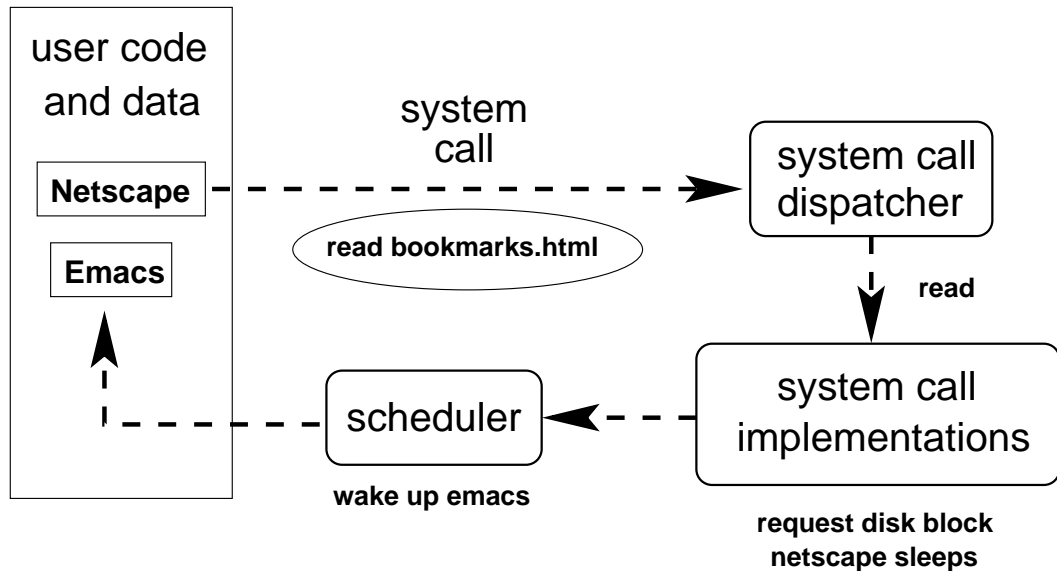 user code
and data
Netscape
Emacs
system
call
read bookmarks.html
system call
dispatcher
read
system call
implementations
request disk block
netscape sleeps
scheduler
wake up emacs